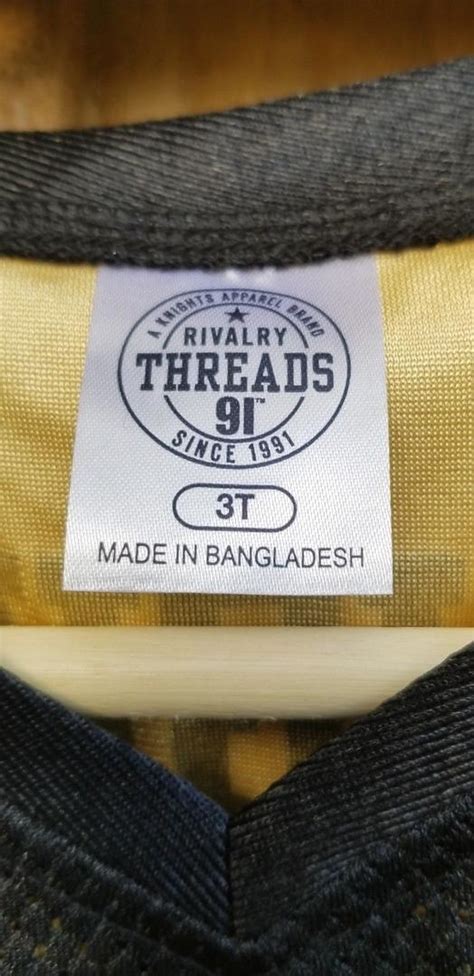 A KNIGHTS APPAREL BRAND
RIVALRY
THREADS
91™
SINCE 1991
3T
MADE IN BANGLADESH